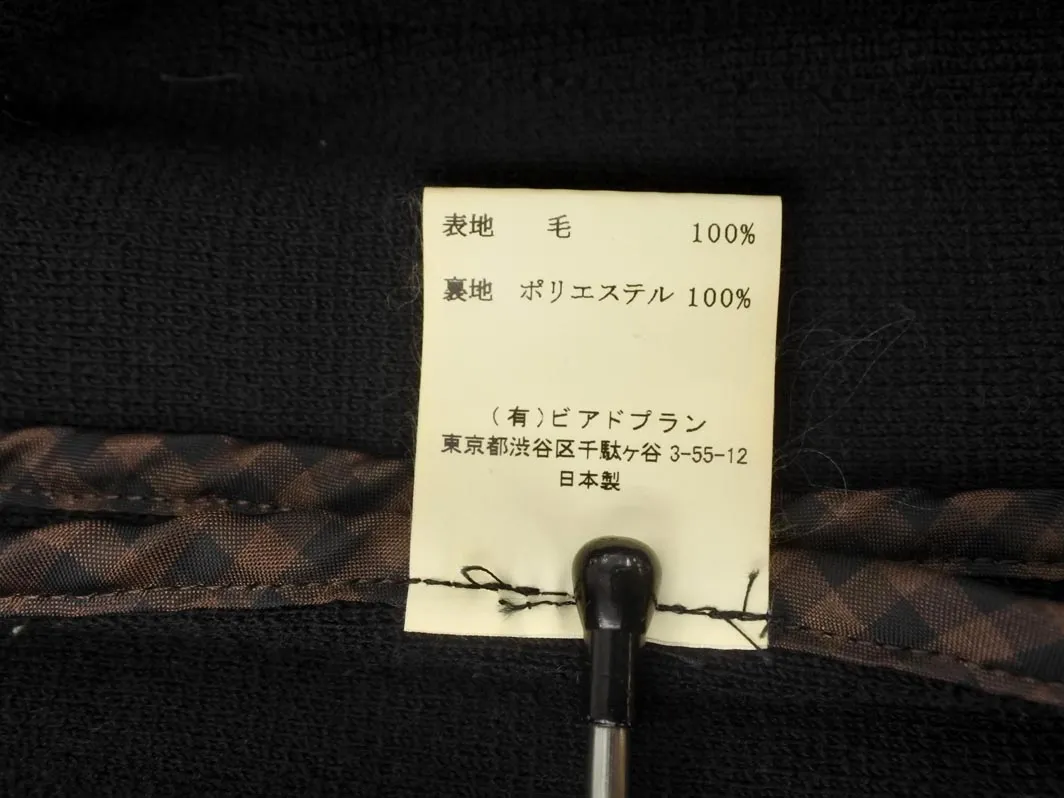 表地 毛 100%
裏地 ポリエステル 100%
(有)ビアドプラン
東京都渋谷区千駄ケ谷 3-55-12
日本製